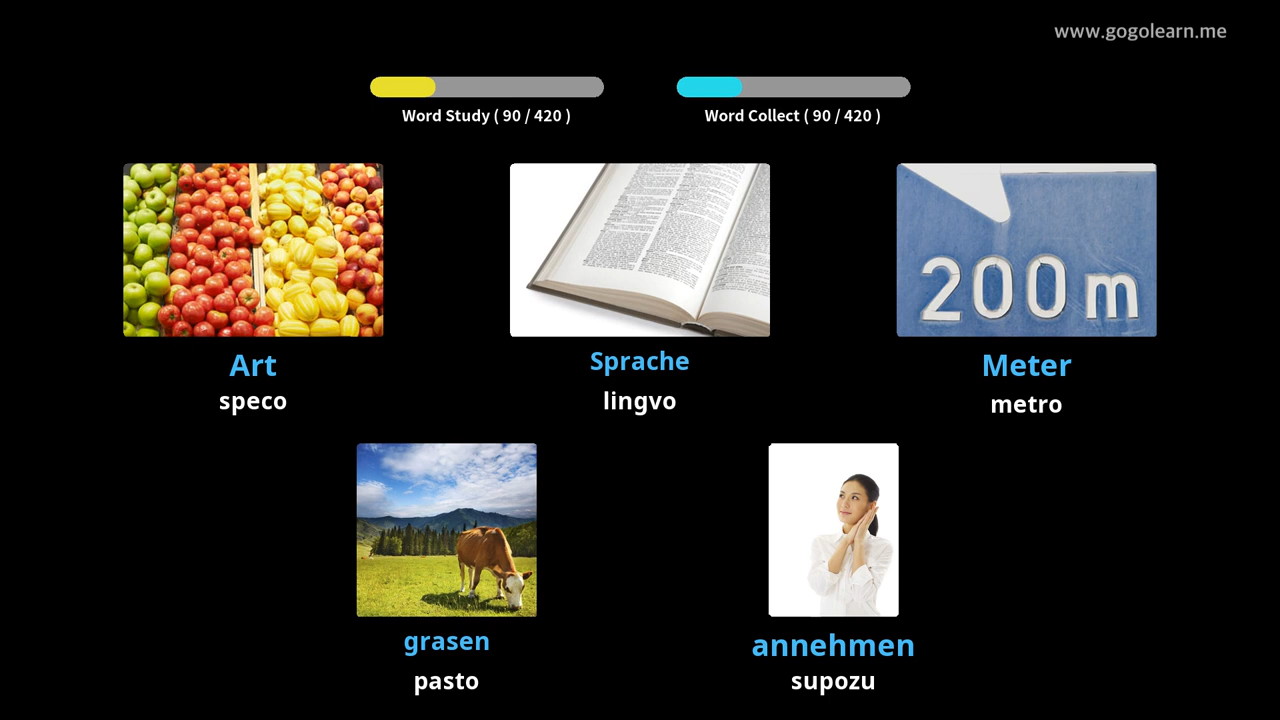 www.gogolearn.me
Word Study ( 90 / 420 )
Word Collect ( 90 / 420 )
200 m
Art
speco
Sprache
lingvo
Meter
metro
grasen
pasto
annehmen
supozu